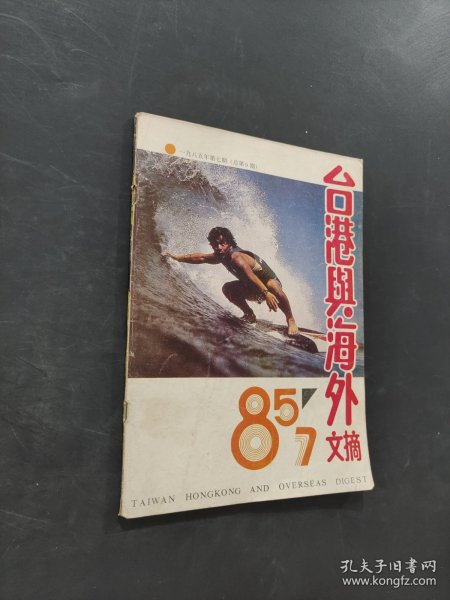 一九八五年第七期(总第9期)
台港與海外
文摘
85'7
TAIWAN HONGKONG AND OVERSEAS DIGEST
孔夫子旧书网
www.kongfz.com